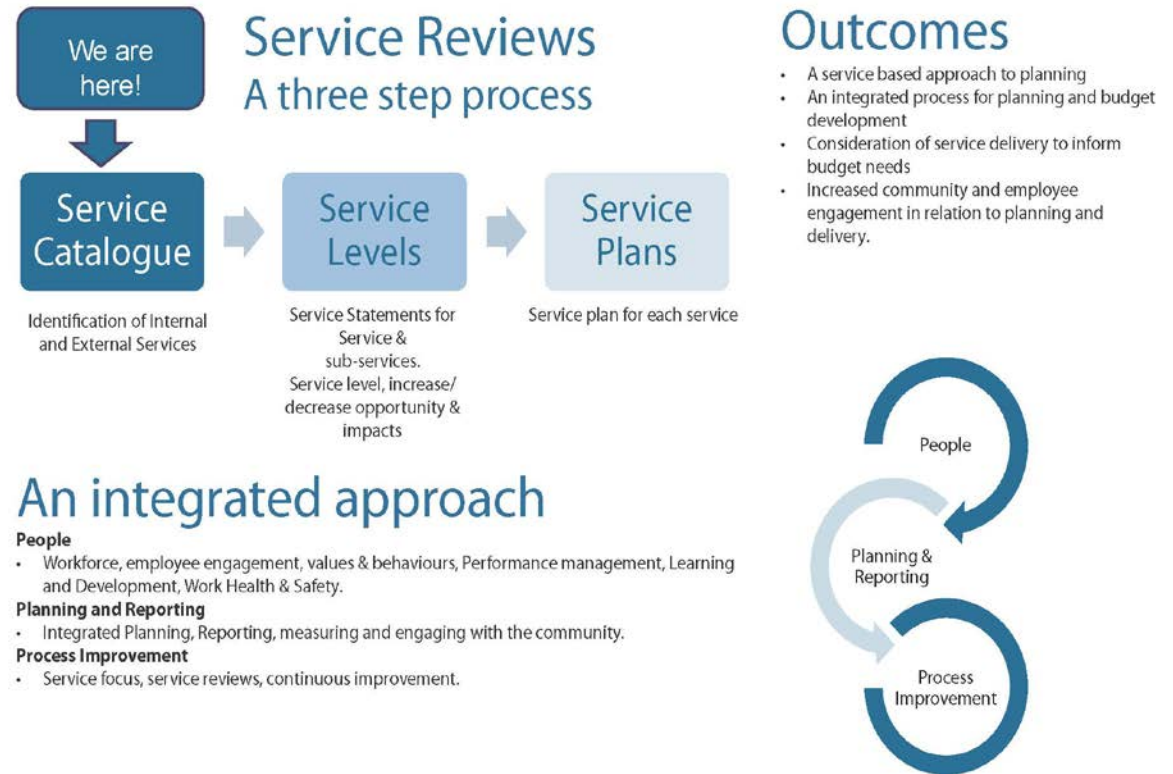 We are
here!
Service Reviews
A three step process
Service
Catalogue
Identification of Internal
and External Services
Service
Levels
Service Statements for
Service &
sub-services.
Service level, increase/
decrease opportunity &
impacts
Service
Plans
Service plan for each service
Outcomes
• A service based approach to planning
• An integrated process for planning and budget
development
• Consideration of service delivery to inform
budget needs
• Increased community and employee
engagement in relation to planning and
delivery.
An integrated approach
People
• Workforce, employee engagement, values & behaviours, Performance management, Learning
and Development, Work Health & Safety.
Planning and Reporting
• Integrated Planning, Reporting, measuring and engaging with the community.
Process Improvement
• Service focus, service reviews, continuous improvement.
People
Planning &
Reporting
Process
Improvement